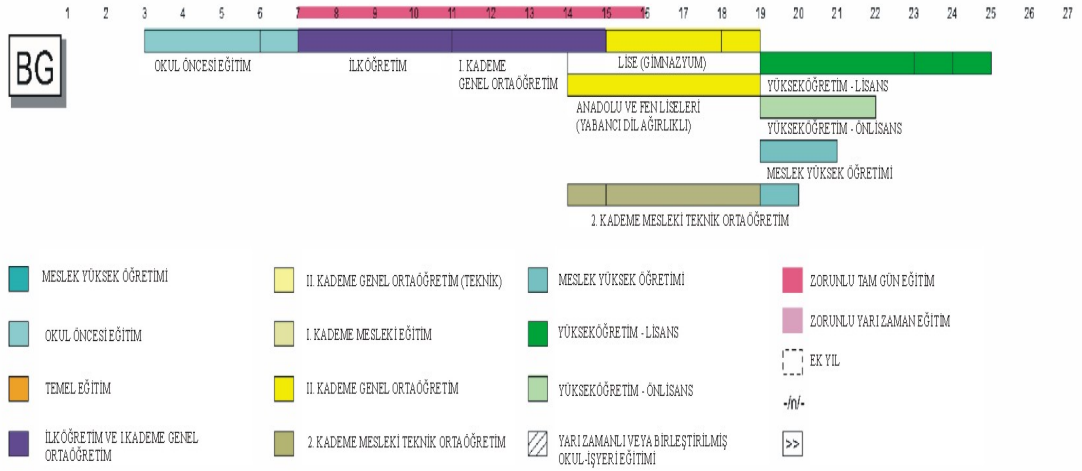 3 4 5 6 7 8 9 10 11 12 13 14 15 16 17 18 19 20 21 22 23 24 25 26 27
BG
1 2
OKUL ÖNCESİ EĞİTİM
İLKÖĞRETİM
I. KADEME
GENEL ORTAÖĞRETİM
LİSE (GİMNAZYUM)
ANADOLU VE FEN LİSELERİ
(YABANCI DİL AĞIRLIKLI)
YÜKSEKÖĞRETİM - LİSANS
YÜKSEKÖĞRETİM - ÖNLİSANS
MESLEK YÜKSEK ÖĞRETİMİ
2. KADEME MESLEKİ TEKNİK ORTAÖĞRETİM
MESLEK YÜKSEK ÖĞRETİMİ
OKUL ÖNCESİ EĞİTİM
TEMEL EĞİTİM
İLKÖĞRETİM VE I.KADEME GENEL
ORTAÖĞRETİM
II. KADEME GENEL ORTAÖĞRETİM (TEKNİK)
I. KADEME MESLEKİ EĞİTİM
II. KADEME GENEL ORTAÖĞRETİM
2. KADEME MESLEKİ TEKNİK ORTAÖĞRETİM
MESLEK YÜKSEK ÖĞRETİMİ
YÜKSEKÖĞRETİM - LİSANS
YÜKSEKÖĞRETİM - ÖNLİSANS
YARI ZAMANLI VEYA BİRLEŞTİRİLMİŞ
OKUL-İŞYERİ EĞİTİMİ
ZORUNLU TAM GÜN EĞİTİM
ZORUNLU YARI ZAMAN EĞİTİM
EK YIL
-/n/-
>>